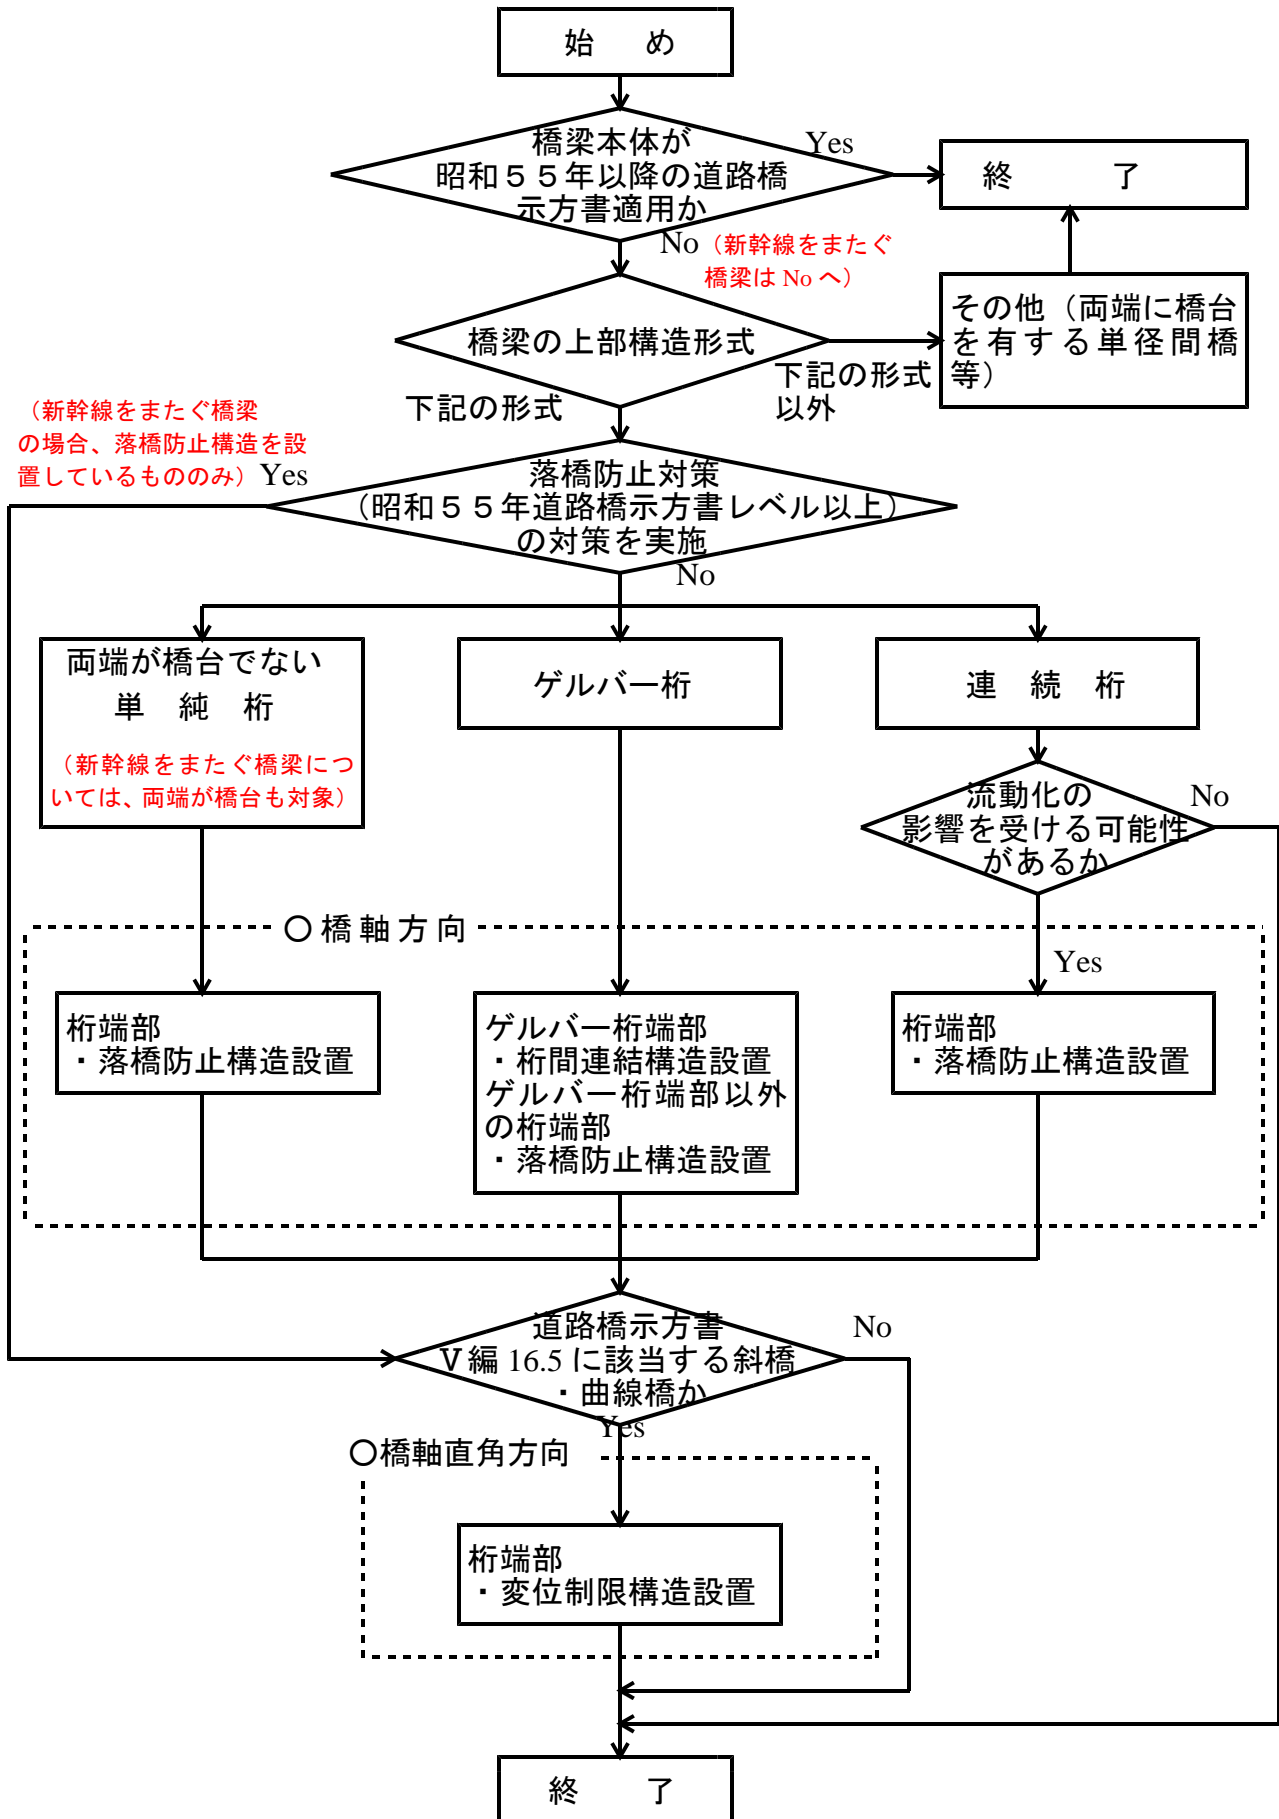 始　め
橋梁本体が
昭和５５年以降の道路橋
示方書適用か
Yes
終　了
No
（新幹線をまたぐ
橋梁は No へ）
橋梁の上部構造形式
その他（両端に橋台
を有する単径間橋
等）
下記の形式
以外
下記の形式
（新幹線をまたぐ橋梁
の場合、落橋防止構造を設
置しているもののみ）
Yes
落橋防止対策
（昭和５５年道路橋示方書レベル以上）
の対策を実施
No
両端が橋台でない
単　純　桁
（新幹線をまたぐ橋梁につ
いては、両端が橋台も対象）
ゲルバー桁
連　続　桁
流動化の
影響を受ける可能性
があるか
No
Yes
○橋軸方向
桁端部
・落橋防止構造設置
ゲルバー桁端部
・桁間連結構造設置
ゲルバー桁端部以外
の桁端部
・落橋防止構造設置
桁端部
・落橋防止構造設置
道路橋示方書
Ⅴ編 16.5 に該当する斜橋
・曲線橋か
No
Yes
○橋軸直角方向
桁端部
・変位制限構造設置
終　了